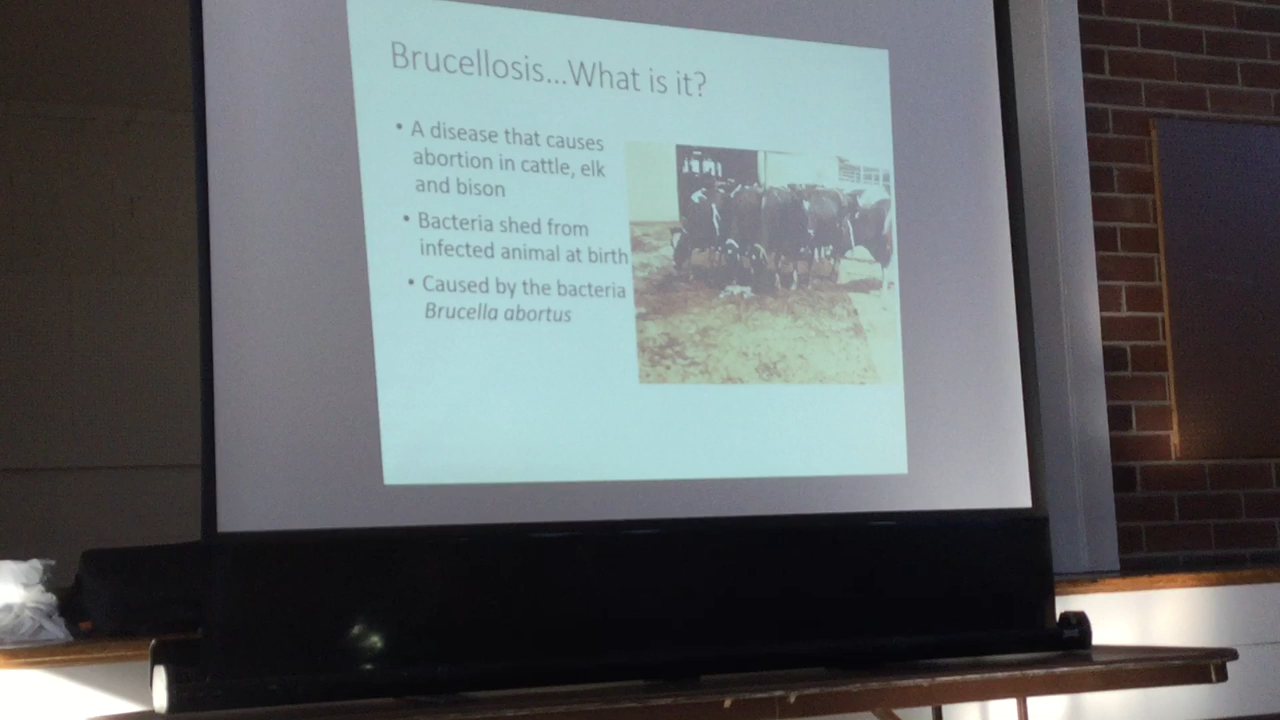 Brucellosis...What is it?
• A disease that causes
abortion in cattle, elk
and bison
• Bacteria shed from
infected animal at birth
• Caused by the bacteria
Brucella abortus